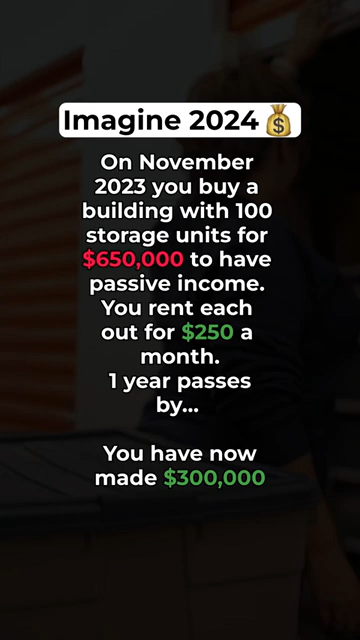 Imagine 2024💰
On November
2023 you buy a
building with 100
storage units for
$650,000 to have
passive income.
You rent each
out for $250 a
month.
1 year passes
by...
You have now
made $300,000